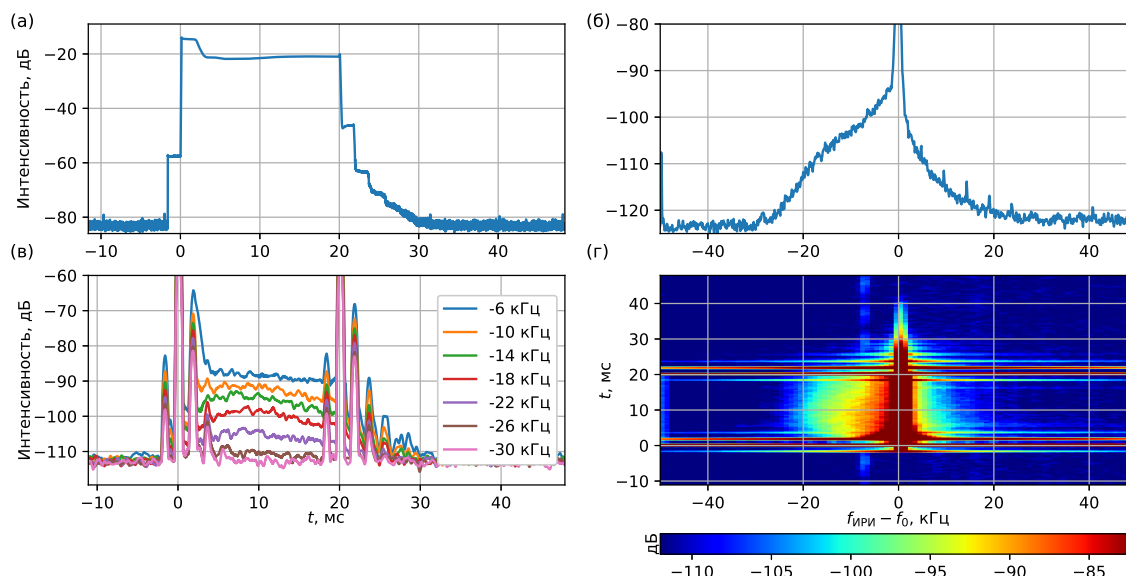 (а)
Интенсивность, дБ
−20
−40
−60
−80
−10 0 10 20 30 40
(б)
−80
−90
−100
−110
−120
−40 −20 0 20 40
(в)
Интенсивность, дБ
−60
−70
−80
−90
−100
−110
-6 кГц
-10 кГц
-14 кГц
-18 кГц
-22 кГц
-26 кГц
-30 кГц
−10 0 10 20 30 40
t, мс
(г)
t, мс
40
30
20
10
0
−10
−40 −20 0 20 40
fИРИ − f0, кГц
дБ
−110 −105 −100 −95 −90 −85